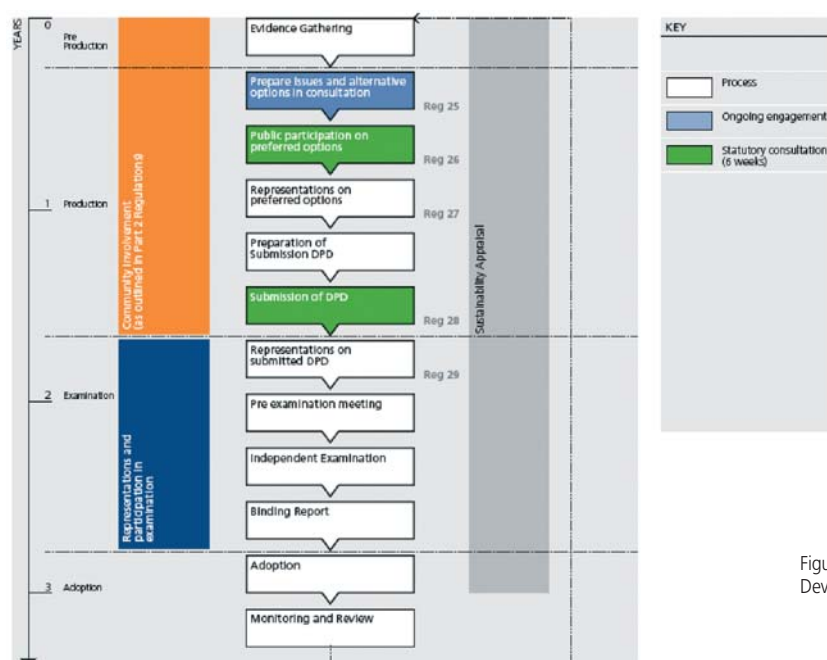 YEARS
0
Pre
Production
1
Production
2
Examination
3
Adoption
Community Involvement
(as outlined in Part 2 Regulations)
Representations and
participation in
examination
Evidence Gathering
Prepare Issues and alternative
options in consultation
Reg 25
Public participation on
preferred options
Reg 26
Representations on
preferred options
Reg 27
Preparation of
Submission DPD
Submission of DPD
Reg 28
Representations on
submitted DPD
Reg 29
Pre examination meeting
Independent Examination
Binding Report
Adoption
Monitoring and Review
Sustainability Appraisal
KEY
Process
Ongoing engagement
Statutory consultation
(6 weeks)
Figu
Dev